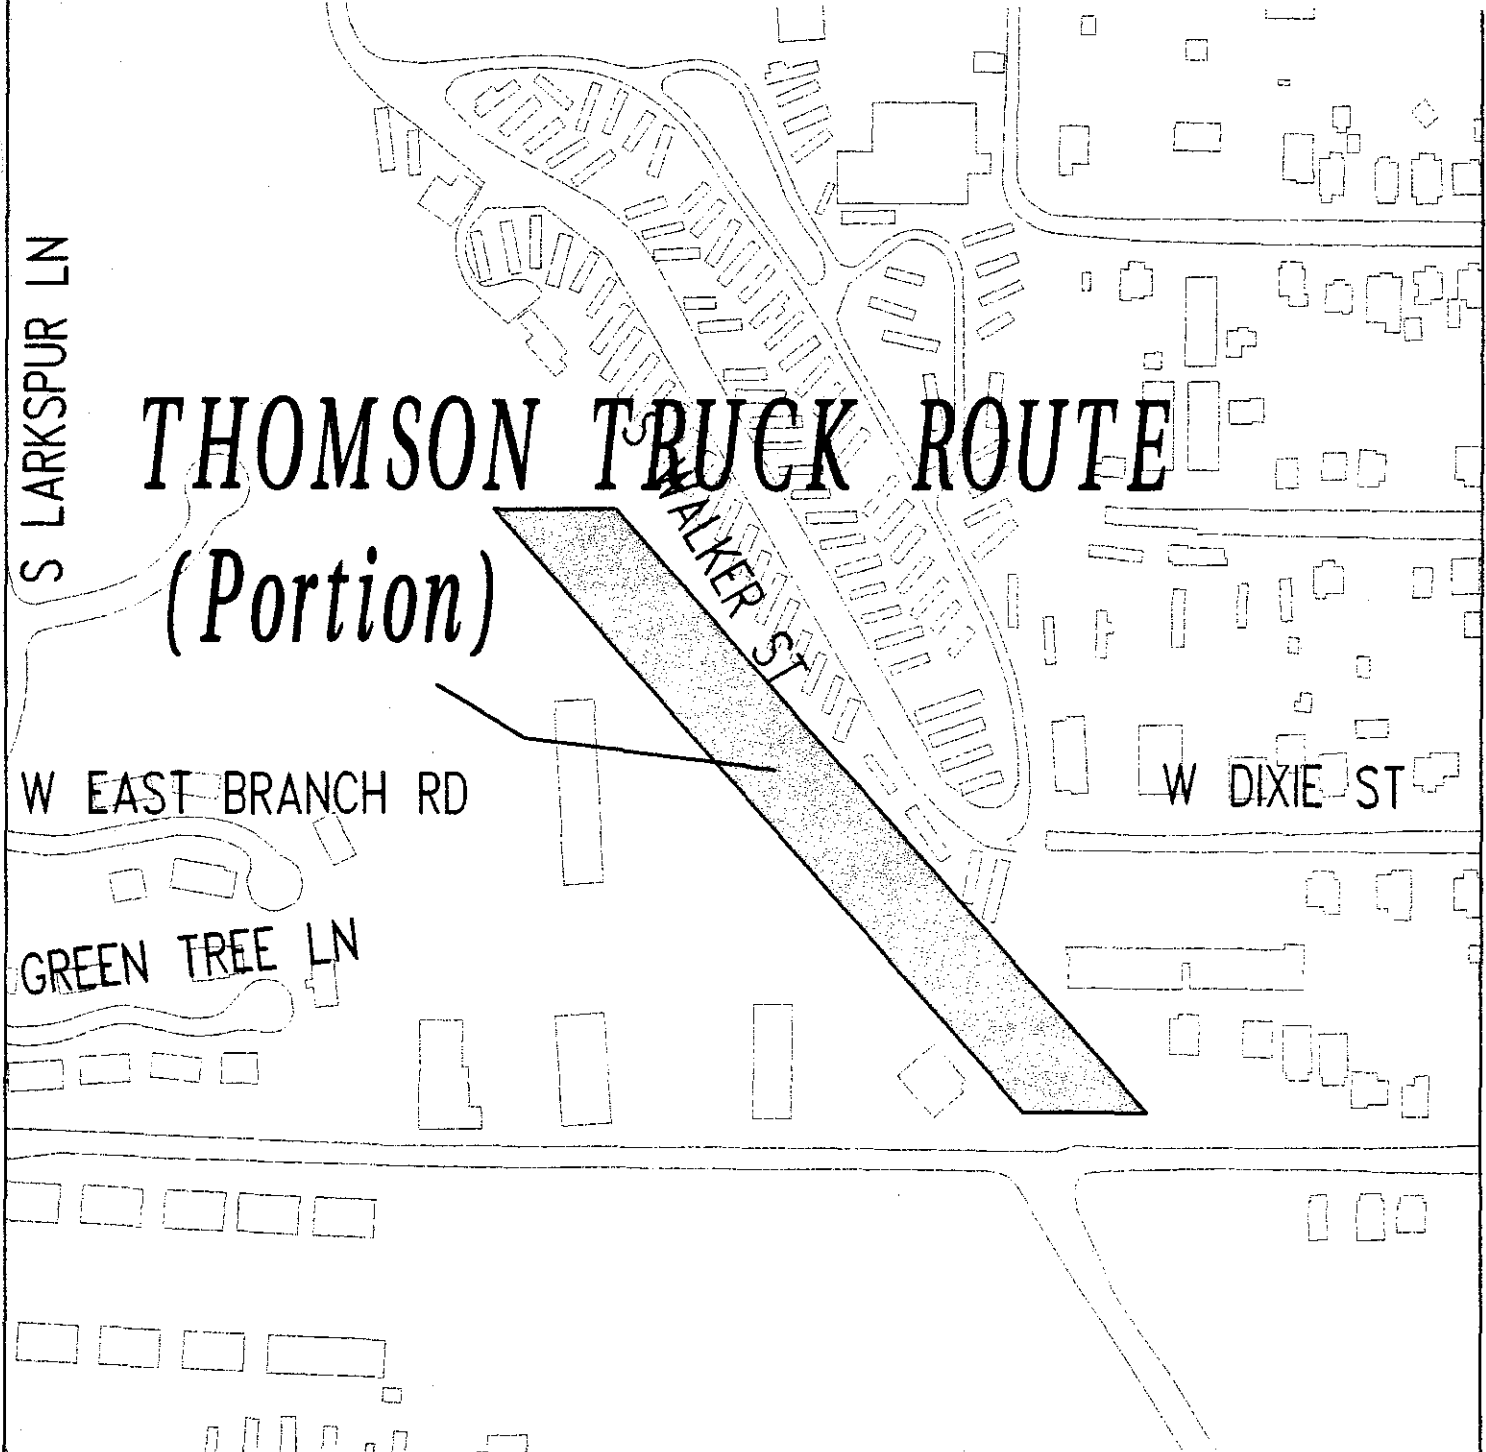 S LARKSPUR LN
THOMSON TRUCK ROUTE
(Portion)
S WALKER ST
W EAST BRANCH RD
W DIXIE ST
GREEN TREE LN